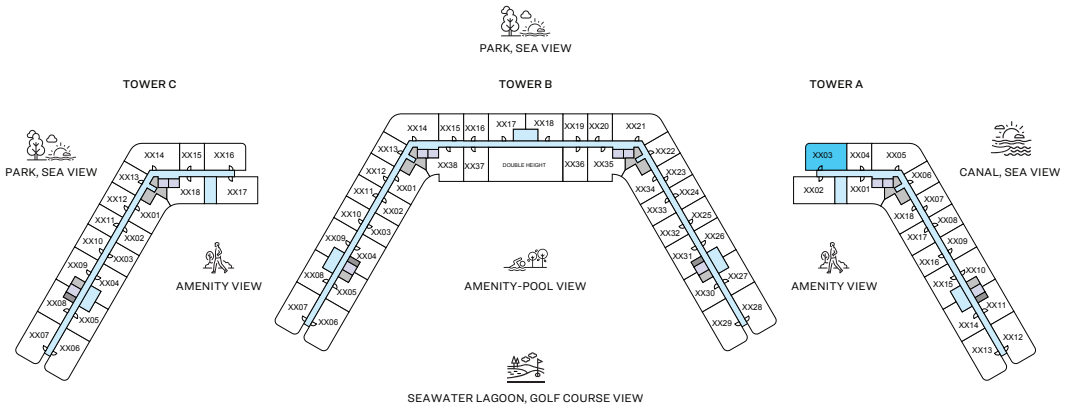 PARK, SEA VIEW
TOWER C
TOWER B
TOWER A
PARK, SEA VIEW
CANAL, SEA VIEW
XX14
XX15
XX16
XX13
XX18
XX17
XX12
XX01
XX11
XX02
XX10
XX03
XX09
XX04
XX08
XX05
XX07
XX06
AMENITY VIEW
XX14
XX15
XX16
XX17
XX18
XX19
XX20
XX21
XX13
XX38
XX37
DOUBLE HEIGHT
XX36
XX35
XX22
XX12
XX01
XX34
XX23
XX11
XX02
XX33
XX24
XX10
XX03
XX32
XX25
XX09
XX04
XX31
XX26
XX08
XX05
XX30
XX27
XX07
XX06
XX29
XX28
AMENITY-POOL VIEW
XX03
XX04
XX05
XX02
XX01
XX06
XX18
XX07
XX17
XX08
XX16
XX09
XX15
XX10
XX14
XX11
XX13
XX12
AMENITY VIEW
SEAWATER LAGOON, GOLF COURSE VIEW